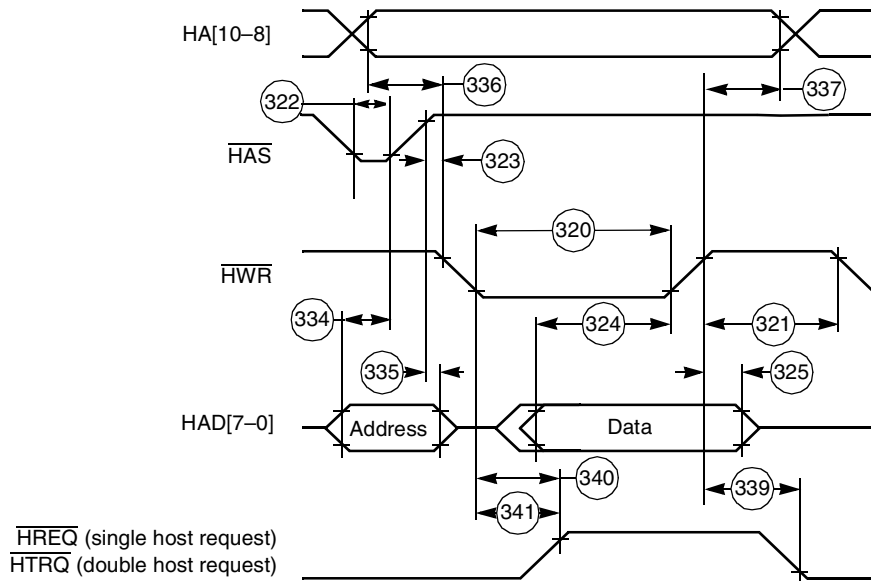 HA[10–8]
336
337
322
HAS
323
320
HWR
334
324
321
335
325
HAD[7–0]
Address
Data
340
339
341
HREQ (single host request)
HTRQ (double host request)